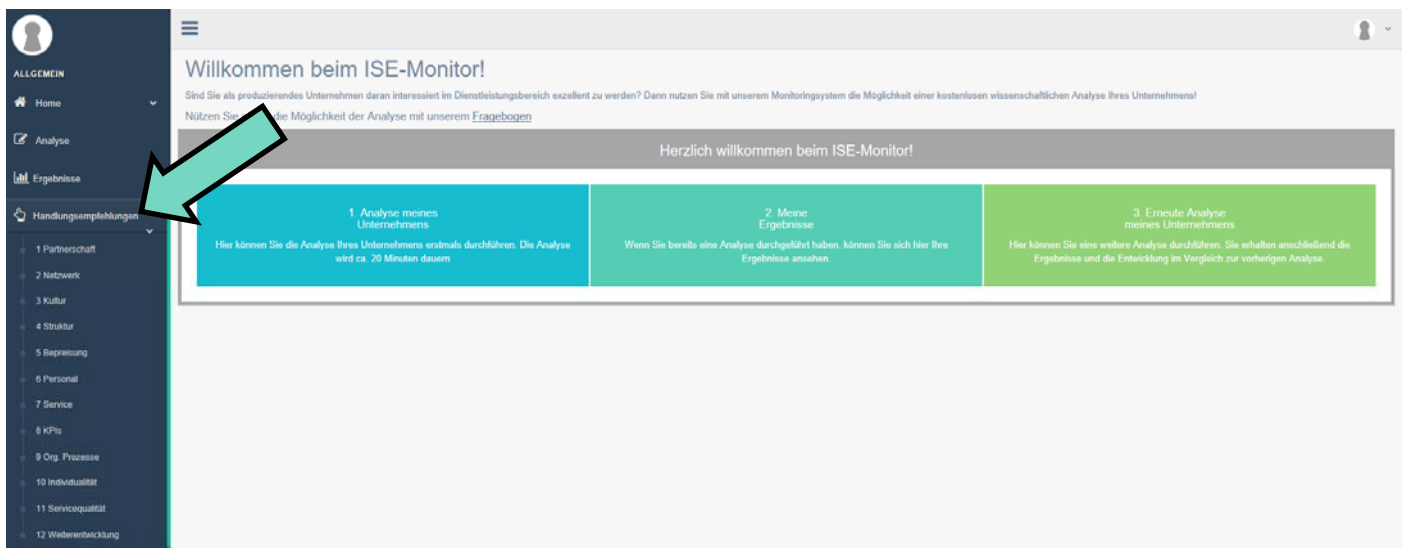 ALLGEMEIN
Home
Analyse
Ergebnisse
Handlungsempfehlungen
1 Partnerschaft
2 Netzwerk
3 Kultur
4 Struktur
5 Bepreisung
6 Personal
7 Service
8 KPIs
9 Org. Prozesse
10 Individualität
11 Servicequalität
12 Weiterentwicklung
Willkommen beim ISE-Monitor!
Sind Sie als produzierendes Unternehmen daran interessiert im Dienstleistungsbereich exzellent zu werden? Dann nutzen Sie mit unserem Monitoringsystem die Möglichkeit einer kostenlosen wissenschaftlichen Analyse Ihres Unternehmens!
Nützen Sie die Möglichkeit der Analyse mit unserem Fragebogen
Herzlich willkommen beim ISE-Monitor!
1. Analyse meines
Unternehmens
Hier können Sie die Analyse Ihres Unternehmens erstmals durchführen. Die Analyse
wird ca. 20 Minuten dauern
2. Meine
Ergebnisse
Wenn Sie bereits eine Analyse durchgeführt haben, können Sie sich hier Ihre
Ergebnisse ansehen.
3. Erneute Analyse
meines Unternehmens
Hier können Sie eine weitere Analyse durchführen. Sie erhalten anschließend die
Ergebnisse und die Entwicklung im Vergleich zur vorherigen Analyse.